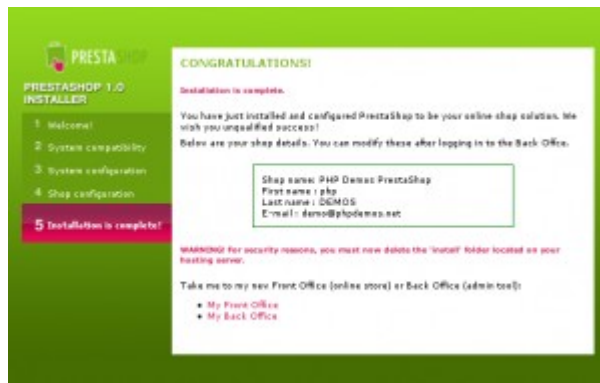 PRESTASHOP
PRESTASHOP 1.0
INSTALLER
1 Welcome!
2 System compatibility
3 System configuration
4 Shop configuration
5 Installation is complete!
CONGRATULATIONS!
Installation is complete.
You have just installed and configured PrestaShop to be your online shop solution. We
wish you unqualified success!
Below are your shop details. You can modify these after logging in to the Back Office.
Shop name: PHP Demos PrestaShop
First name : php
Last name : DEMOS
E-mail : demo@phpdemos.net
WARNING! For security reasons, you must now delete the 'install' folder located on your
hosting server.
Take me to my new Front Office (online store) or Back Office (admin tool):
• My Front Office
• My Back Office